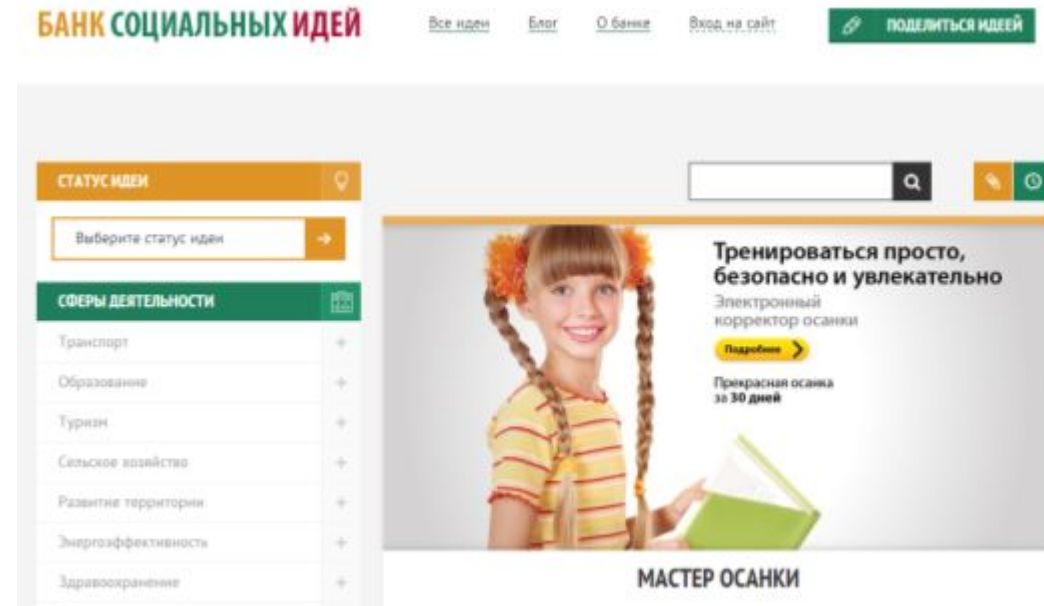 БАНК СОЦИАЛЬНЫХ ИДЕЙ
Все идеи
Блог
О банке
Вход на сайт
ПОДЕЛИТЬСЯ ИДЕЕЙ
СТАТУС ИДЕИ
Выберите статус идеи
СФЕРЫ ДЕЯТЕЛЬНОСТИ
Транспорт
Образование
Туризм
Сельское хозяйство
Развитие территории
Энергоэффективность
Здравоохранение
Тренироваться просто,
безопасно и увлекательно
Электронный
корректор осанки
Подробнее
Прекрасная осанка
за 30 дней
МАСТЕР ОСАНКИ